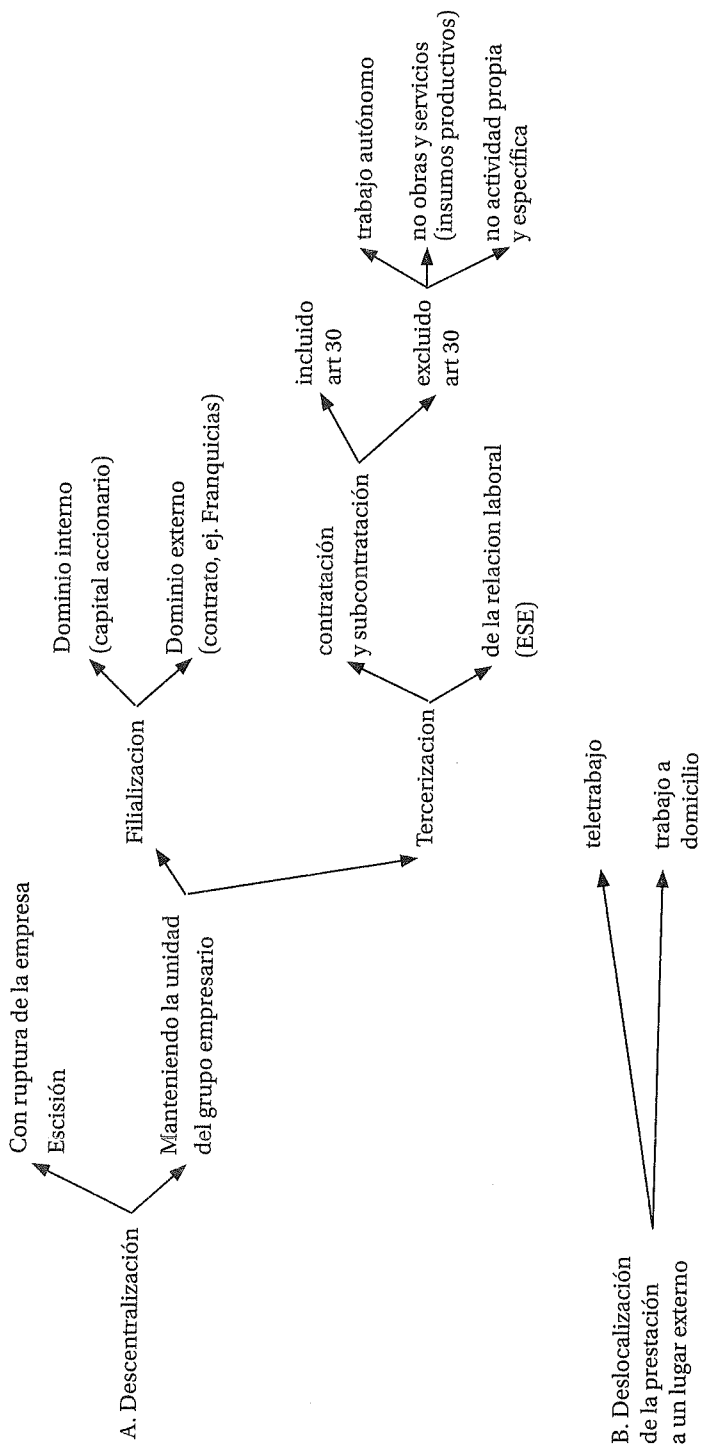 A. Descentralización
Con ruptura de la empresa
Escisión
Manteniendo la unidad
del grupo empresario
Filializacion
Dominio interno
(capital accionario)
Dominio externo
(contrato, ej. Franquicias)
Tercerizacion
contratación
y subcontratación
incluido
art 30
excluido
art 30
trabajo autónomo
no obras y servicios
(insumos productivos)
no actividad propia
y específica
de la relacion laboral
(ESE)
B. Deslocalización
de la prestación
a un lugar externo
teletrabajo
trabajo a
domicilio